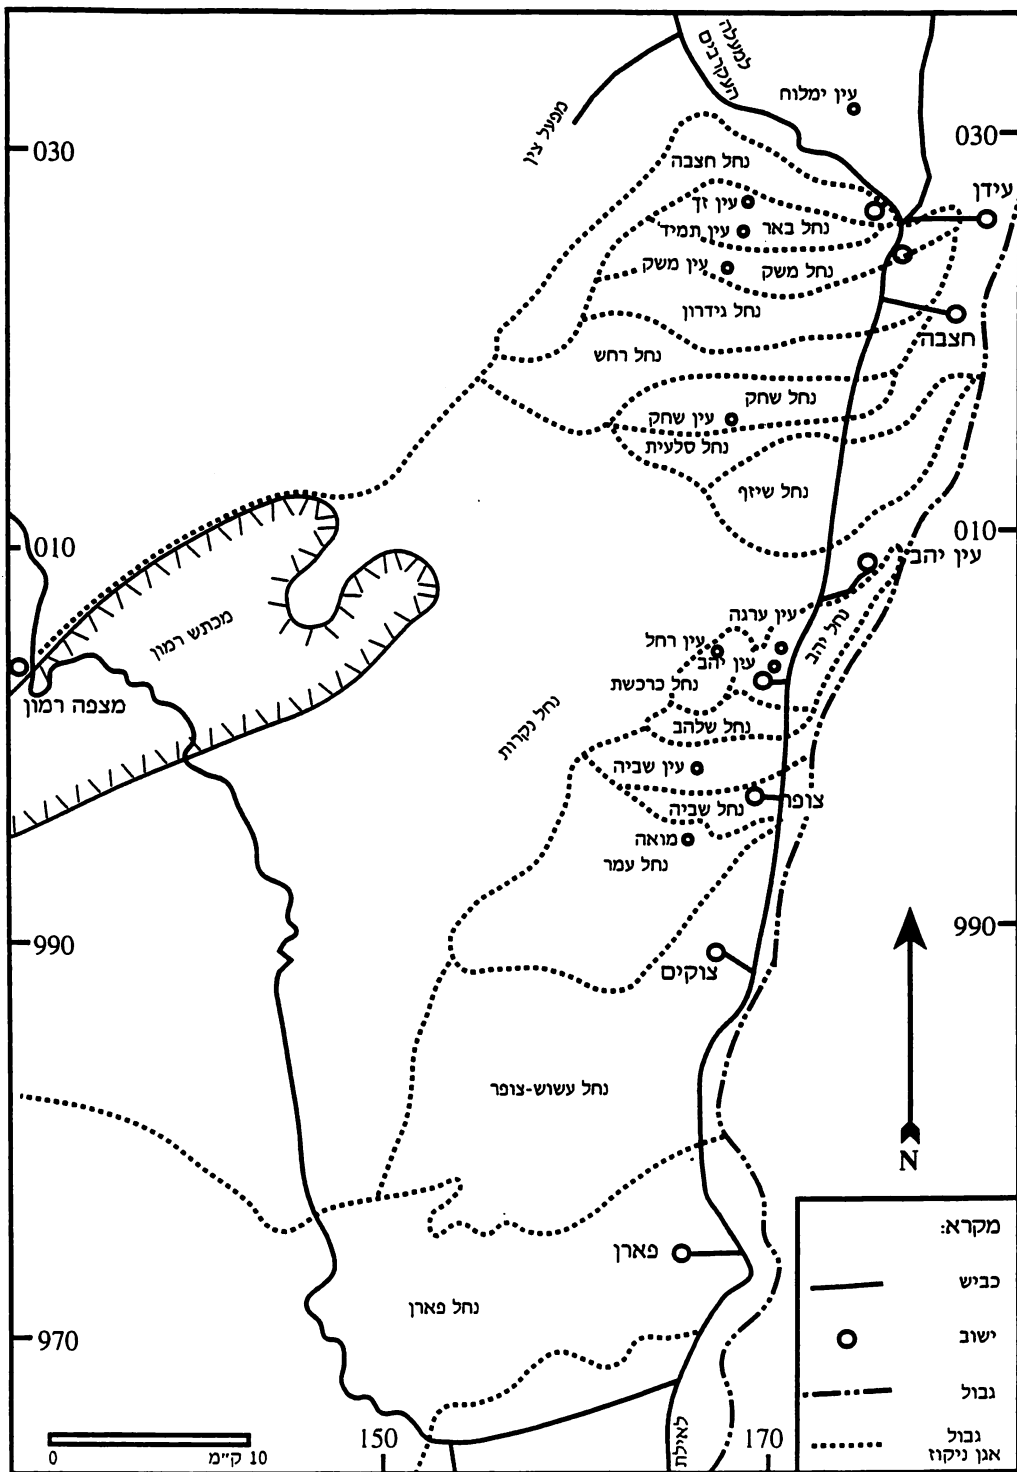 למעלה
העקרבים
עין ימלוח
מפעל צין
030
030
נחל חצבה
עידן
עין זך
נחל באר
עין תמיד
עין משק
נחל משק
נחל גידרון
חצבה
נחל רחש
נחל שחק
עין שחק
נחל סלעית
נחל שיזף
010
010
עין יהב
מכתש רמון
עין ערגה
נחל יהב
עין רחל
עין יהב
נחל כרכשת
מצפה רמון
נחל נקרות
נחל שלהב
עין שביה
צופר
נחל שביה
מואה
נחל עמר
990
990
צוקים
נחל עשוש-צופר
N
פארן
נחל פארן
970
לאילת
150
170
0
10 ק״מ
מקרא:
כביש
ישוב
גבול
גבול
אגן ניקוז